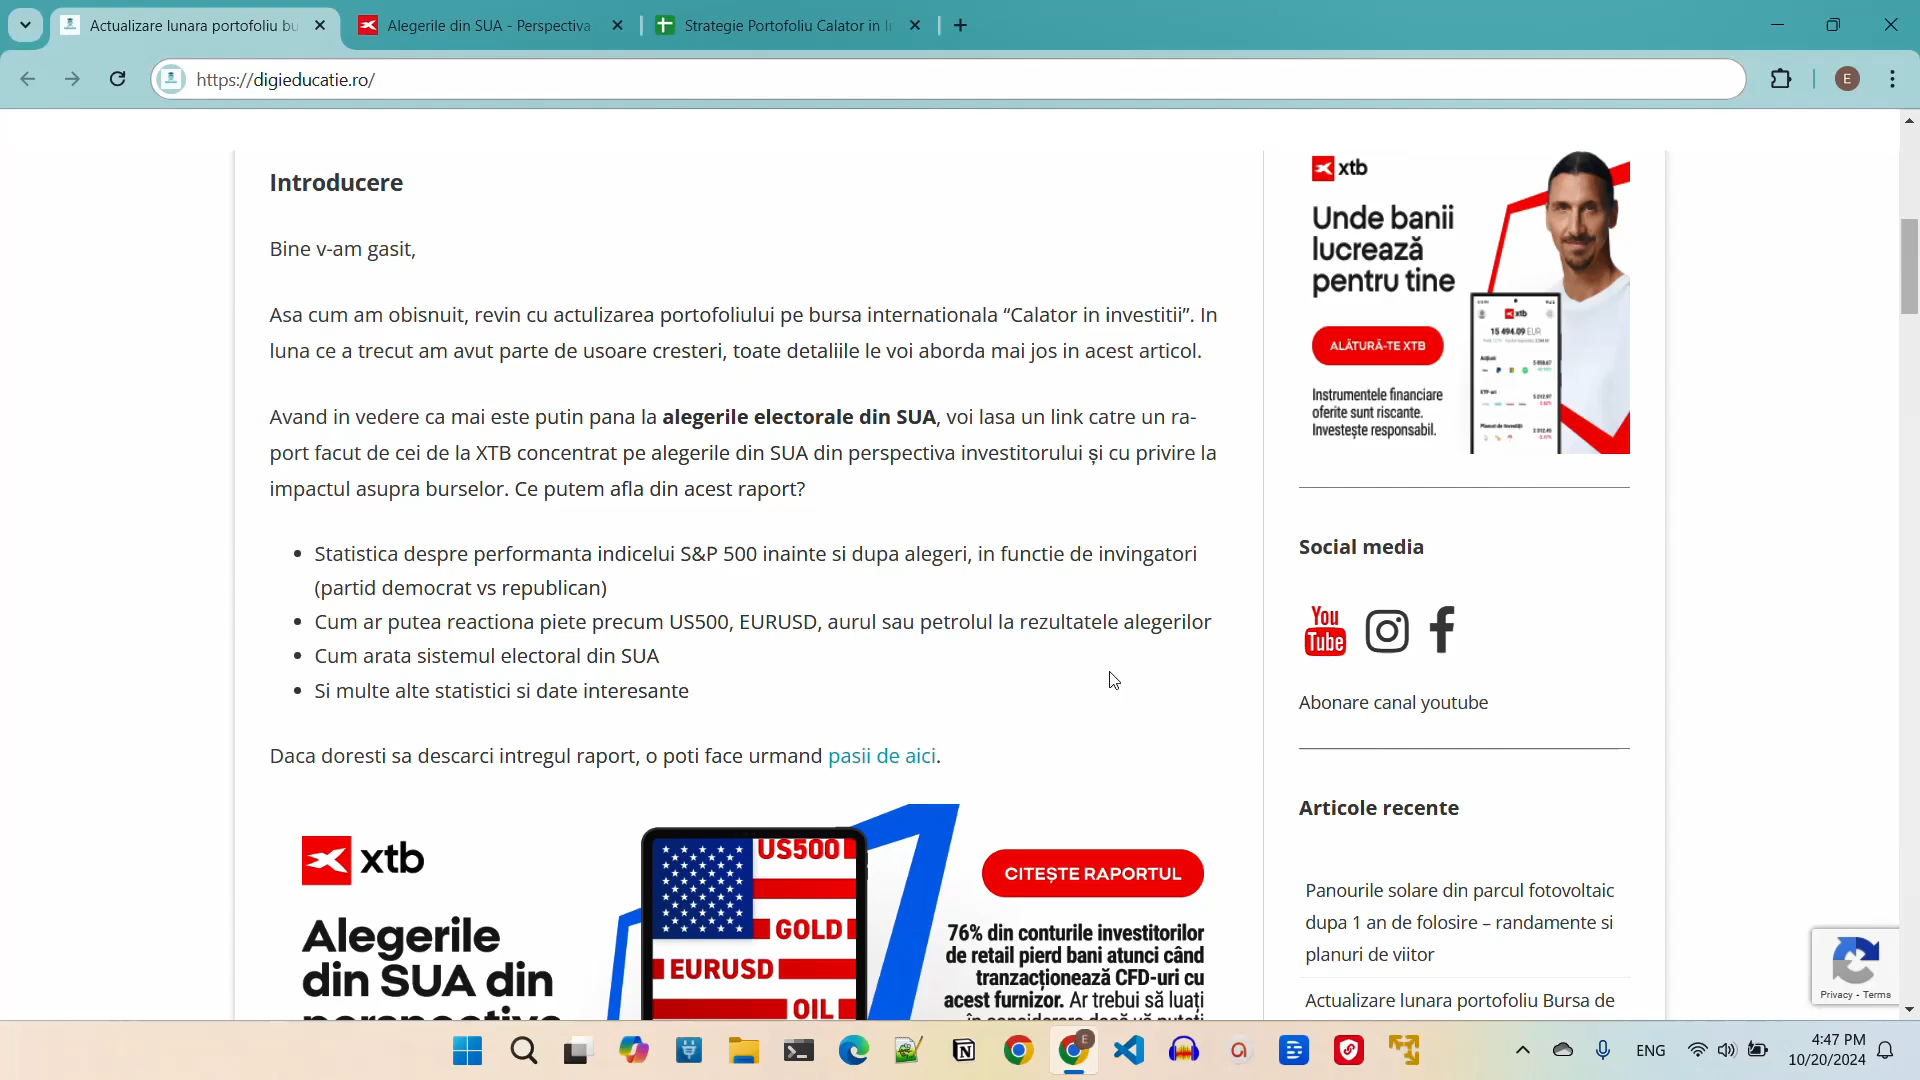 Actualizare lunara portofoliu bu
Alegerile din SUA - Perspectiva
Strategie Portofoliu Calator in I
https://digieducatie.ro/
E
Introducere
Bine v-am gasit,
Asa cum am obisnuit, revin cu actulizarea portofoliului pe bursa internationala “Calator in investitii”. In
luna ce a trecut am avut parte de usoare cresteri, toate detaliile le voi aborda mai jos in acest articol.
Avand in vedere ca mai este putin pana la alegerile electorale din SUA, voi lasa un link catre un ra-
port facut de cei de la XTB concentrat pe alegerile din SUA din perspectiva investitorului și cu privire la
impactul asupra burselor. Ce putem afla din acest raport?
• Statistica despre performanta indicelui S&P 500 inainte si dupa alegeri, in functie de invingatori
(partid democrat vs republican)
• Cum ar putea reactiona piete precum US500, EURUSD, aurul sau petrolul la rezultatele alegerilor
• Cum arata sistemul electoral din SUA
• Si multe alte statistici si date interesante
Daca doresti sa descarci intregul raport, o poti face urmand pasii de aici.
xtb
Alegerile
din SUA din
perspectiva
US500
GOLD
EURUSD
OIL
CITEȘTE RAPORTUL
76% din conturile investitorilor
de retail pierd bani atunci când
tranzacționează CFD-uri cu
acest furnizor. Ar trebui să luați
în considerare dacă vă puteți
xtb
Unde banii
lucrează
pentru tine
ALĂTURĂ-TE XTB
Instrumentele financiare
oferite sunt riscante.
Investește responsabil.
xtb
15 494.09 EUR
Social media
You
Tube
Abonare canal youtube
Articole recente
Panourile solare din parcul fotovoltaic
dupa 1 an de folosire – randamente si
planuri de viitor
Actualizare lunara portofoliu Bursa de
Privacy - Terms
E
ENG
4:47 PM
10/20/2024